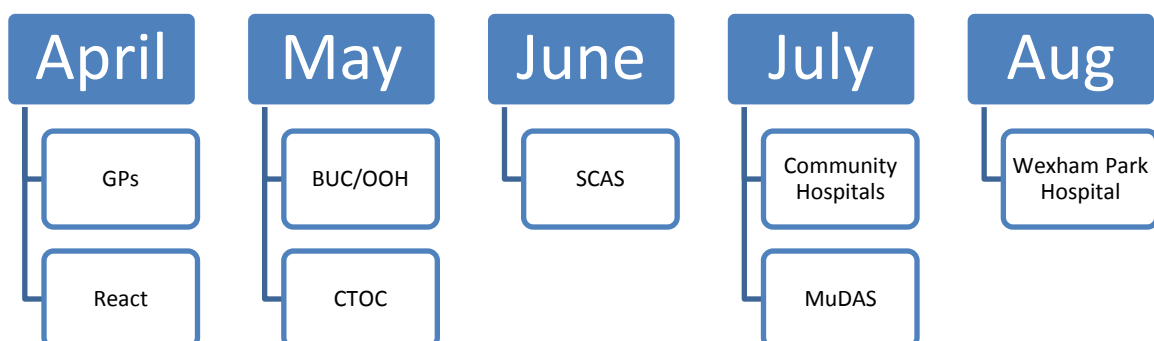 April
GPs
React
May
BUC/OOH
CTOC
June
SCAS
July
Community
Hospitals
MuDAS
Aug
Wexham Park
Hospital